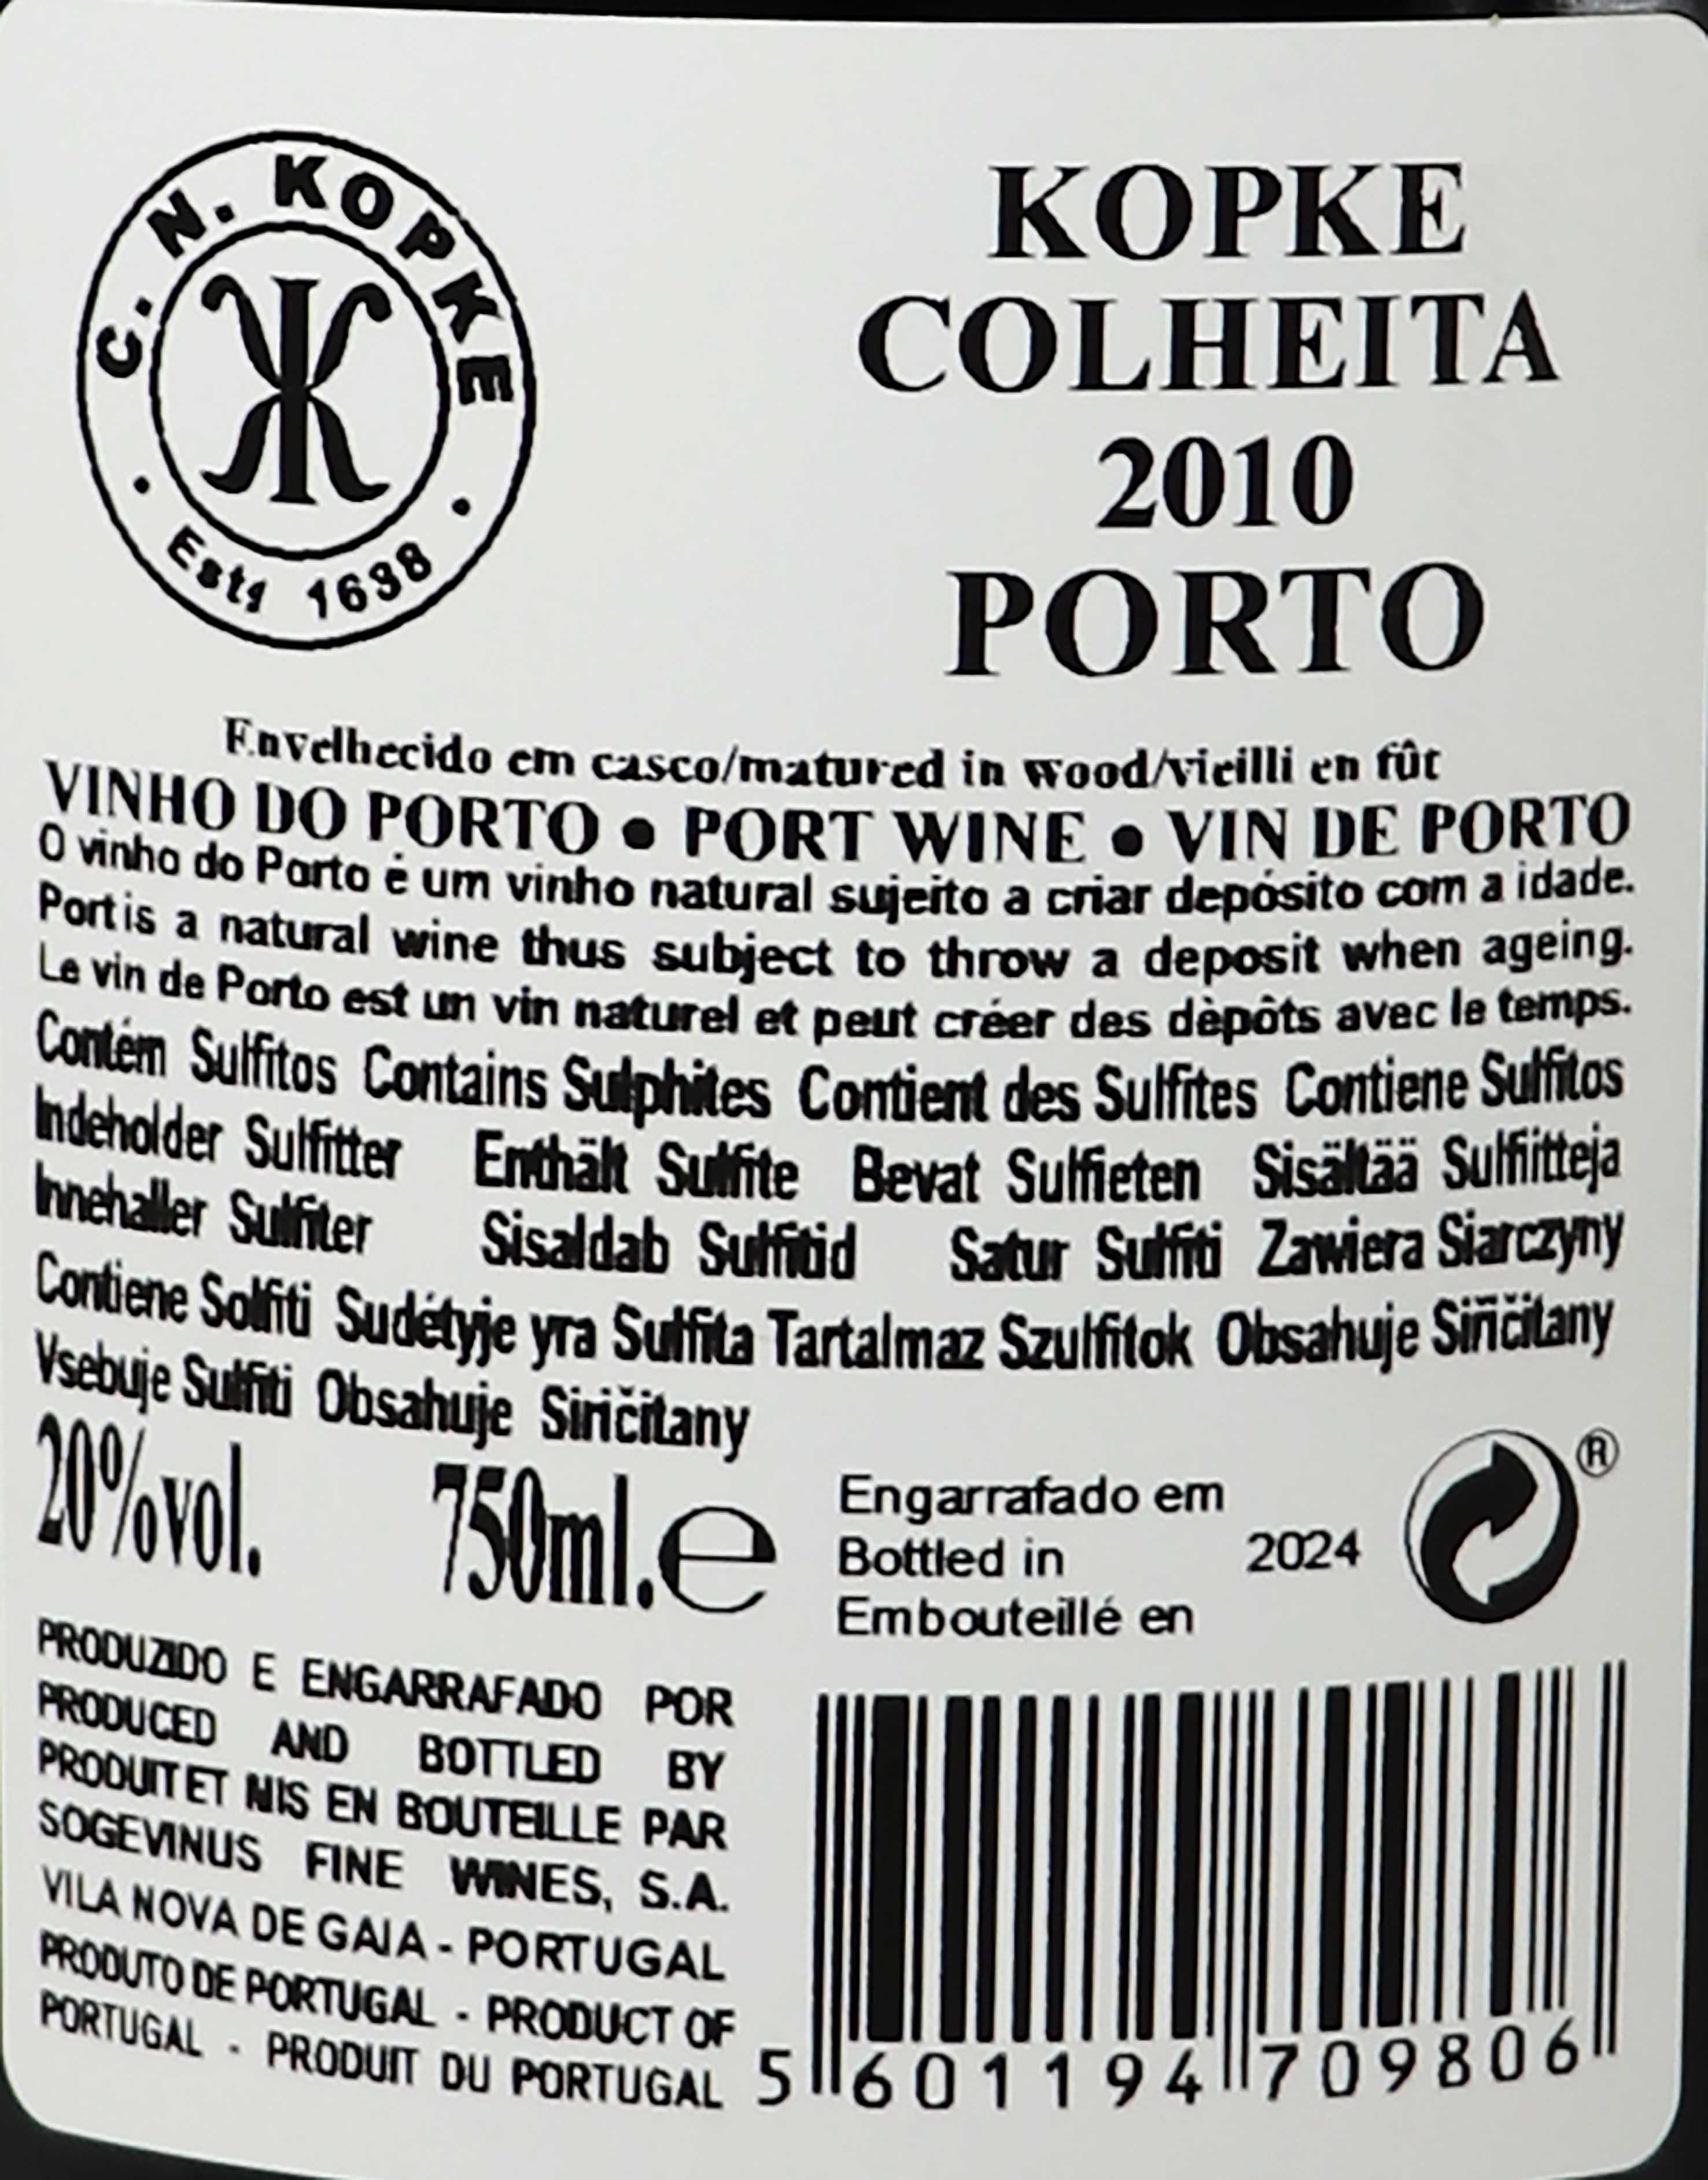 C. N. KOPKE
Estd 1638
KOPKE
COLHEITA
2010
PORTO
Envelhecido em casco/matured in wood/vieilli en fût
VINHO DO PORTO • PORT WINE • VIN DE PORTO
O vinho do Porto é um vinho natural sujeito a criar depósito com a idade.
Port is a natural wine thus subject to throw a deposit when ageing.
Le vin de Porto est un vin naturel et peut créer des dèpôts avec le temps.
Contém Sulfitos Contains Sulphites Contient des Sulfites Contiene Sulfitos
Indeholder Sulfitter Enthält Sulfite Bevat Sulfieten Sisältää Sulfiitteja
Innehaller Sulfiter Sisaldab Sulfitid Satur Sulfiti Zawiera Siarczyny
Contiene Solfiti Sudétyje yra Sulfita Tartalmaz Szulfitok Obsahuje Siřičitany
Vsebuje Sulfiti Obsahuje Siričitany
20%vol. 750ml.e
Engarrafado em
Bottled in 2024
Embouteillé en
®
PRODUZIDO E ENGARRAFADO POR
PRODUCED AND BOTTLED BY
PRODUIT ET MIS EN BOUTEILLE PAR
SOGEVINUS FINE WINES, S.A.
VILA NOVA DE GAIA - PORTUGAL
PRODUTO DE PORTUGAL - PRODUCT OF
PORTUGAL - PRODUIT DU PORTUGAL
5 601194 709806